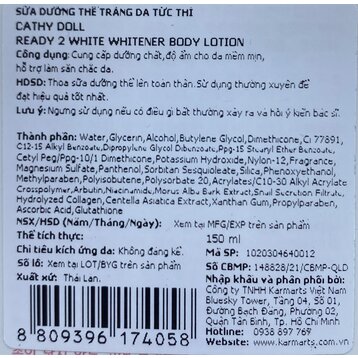 SỮA DƯỠNG THỂ TRẮNG DA TỨC THÌ
CATHY DOLL
READY 2 WHITE WHITENER BODY LOTION
Công dụng: Cung cấp dưỡng chất, độ ẩm cho da mềm mịn,
hỗ trợ làm săn chắc da.
HDSD: Thoa sữa dưỡng thể lên toàn thân. Sử dụng thường xuyên để
đạt hiệu quả tốt nhất.
Lưu ý: Ngưng sử dụng nếu có điều gì bất thường xảy ra và hỏi ý kiến bác sĩ.
Thành phần: Water, Glycerin, Alcohol, Butylene Glycol, Dimethicone, Ci 77891,
C12-15 Alkyl Benzoate, Dipropylene Glycol Dibenzoate, Ppg-15 Stearyl Ether Benzoate,
Cetyl Peg/Ppg-10/1 Dimethicone, Potassium Hydroxide, Nylon-12, Fragrance,
Magnesium Sulfate, Panthenol, Sorbitan Sesquioleate, Silica, Phenoxyethanol,
Methylparaben, Polyisobutene, Polysorbate 20, Acrylates/C10-30 Alkyl Acrylate
Crosspolymer, Arbutin, Niacinamide, Morus Alba Bark Extract, Snail Secretion Filtrate,
Hydrolyzed Collagen, Centella Asiatica Extract, Xanthan Gum, Propylparaben,
Ascorbic Acid, Glutathione
NSX/HSD (Năm/Tháng/Ngày): Xem tại MFG/EXP trên sản phẩm
Thể tích thực: 150 ml
Chỉ tiêu kích ứng da: Không đáng kể. Mã SP: 1020304640012
Số lô: Xem tại LOT/BYG trên sản phẩm Số CBMP: 148828/21/CBMP-QLD
Xuất xứ: Thái Lan. Nhập khẩu và phân phối bởi:
Công ty TNHH Karmarts Việt Nam
Bluesky Tower, Tầng 04, Số 01,
Đường Bạch Đằng, Phường 02,
Quận Tân Bình, Tp. Hồ Chí Minh
Hotline: 0938 897 769
Website: www.karmarts.com.vn
8 809396 174058